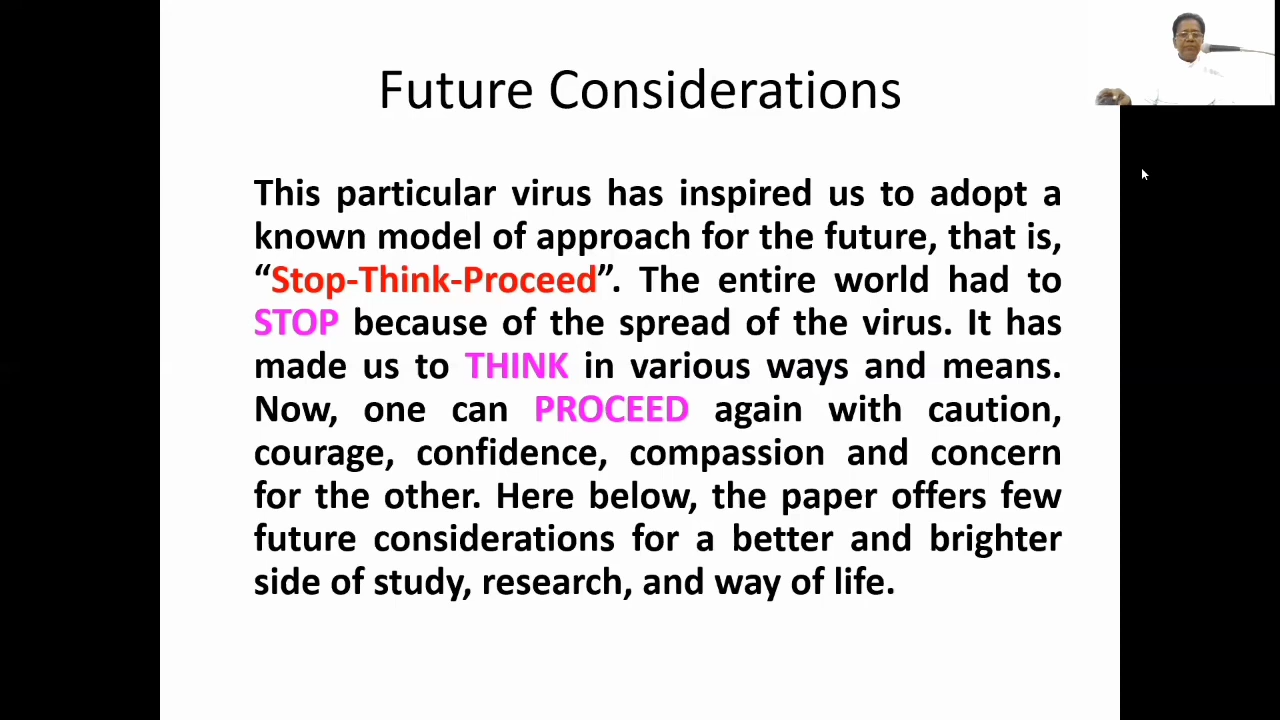 Future Considerations
This particular virus has inspired us to adopt a
known model of approach for the future, that is,
“Stop-Think-Proceed”. The entire world had to
STOP because of the spread of the virus. It has
made us to THINK in various ways and means.
Now, one can PROCEED again with caution,
courage, confidence, compassion and concern
for the other. Here below, the paper offers few
future considerations for a better and brighter
side of study, research, and way of life.